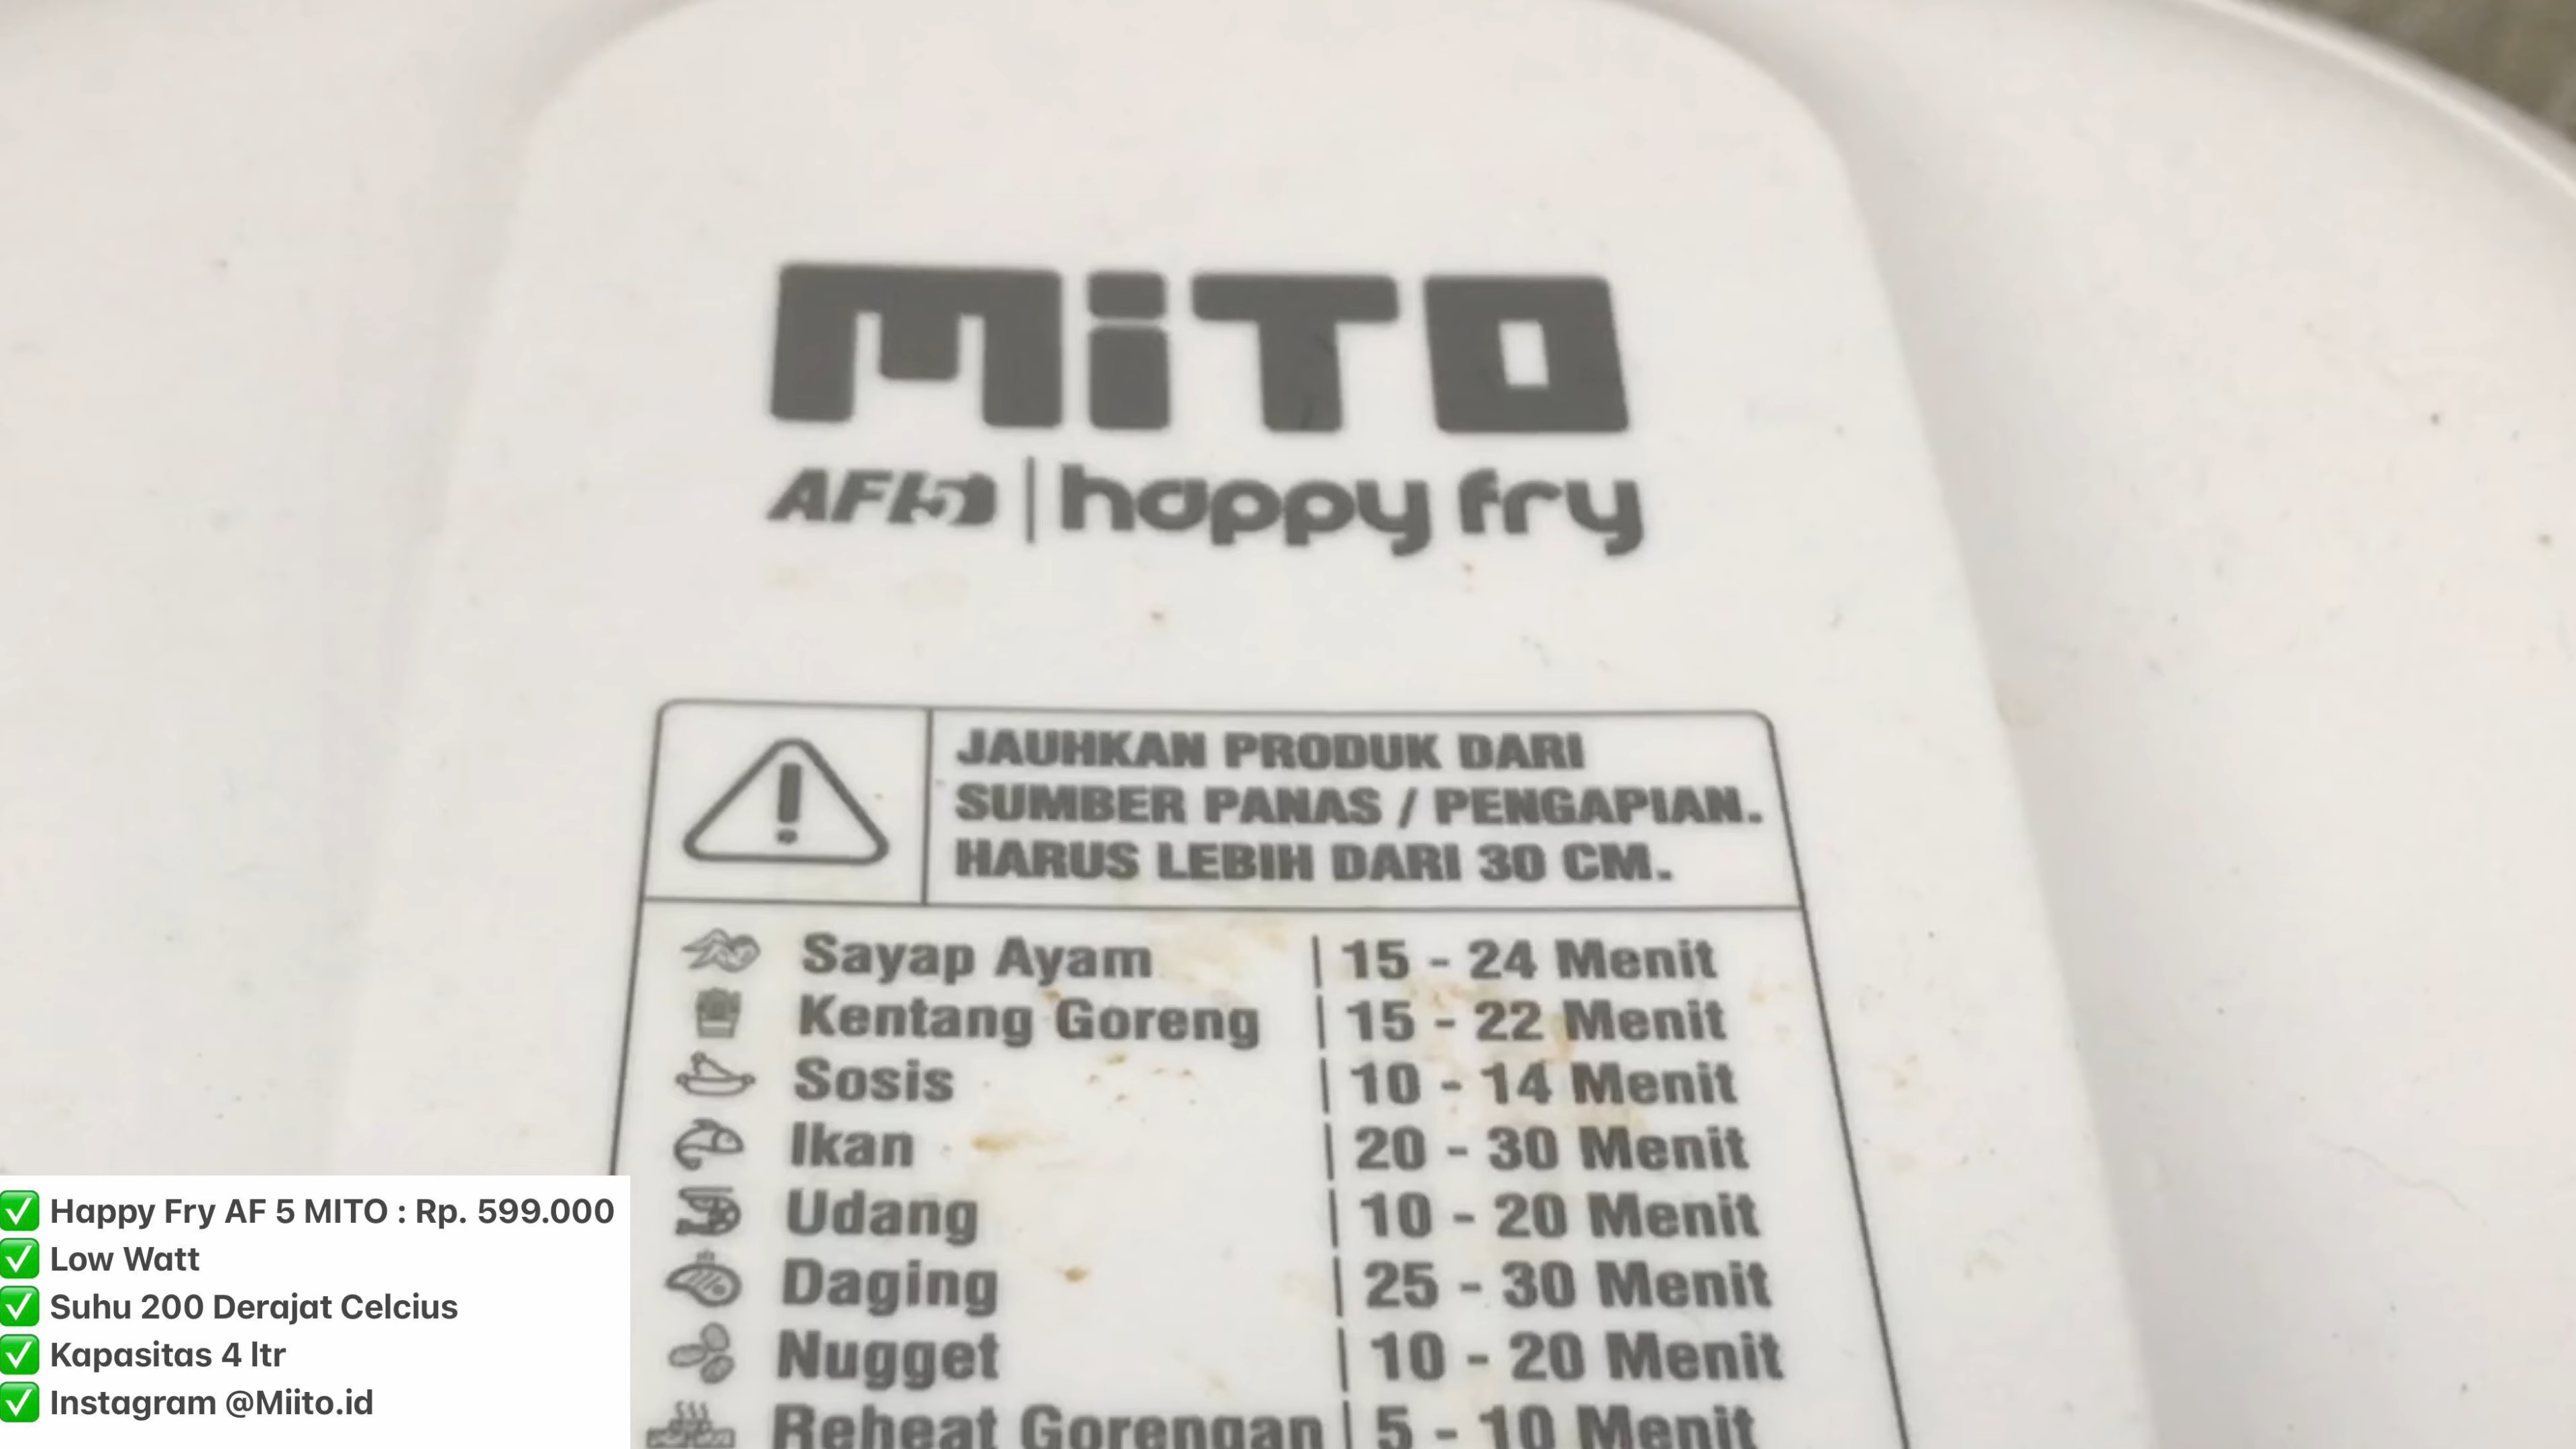 MiTO
AF5 | happy fry
JAUHKAN PRODUK DARI
SUMBER PANAS / PENGAPIAN.
HARUS LEBIH DARI 30 CM.
Sayap Ayam | 15 - 24 Menit
Kentang Goreng | 15 - 22 Menit
Sosis | 10 - 14 Menit
Ikan | 20 - 30 Menit
Udang | 10 - 20 Menit
Daging | 25 - 30 Menit
Nugget | 10 - 20 Menit
Reheat Gorengan | 5 - 10 Menit
✅ Happy Fry AF 5 MITO : Rp. 599.000
✅ Low Watt
✅ Suhu 200 Derajat Celcius
✅ Kapasitas 4 ltr
✅ Instagram @Miito.id